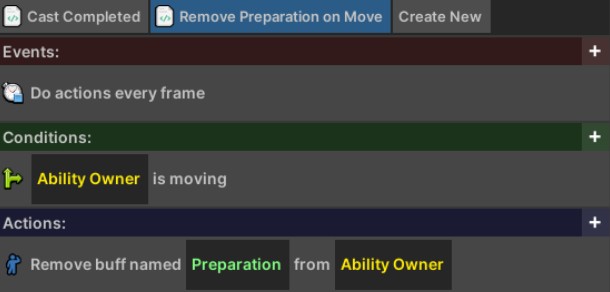 Cast Completed Remove Preparation on Move Create New
Events: +
Do actions every frame
Conditions: +
Ability Owner is moving
Actions: +
Remove buff named Preparation from Ability Owner